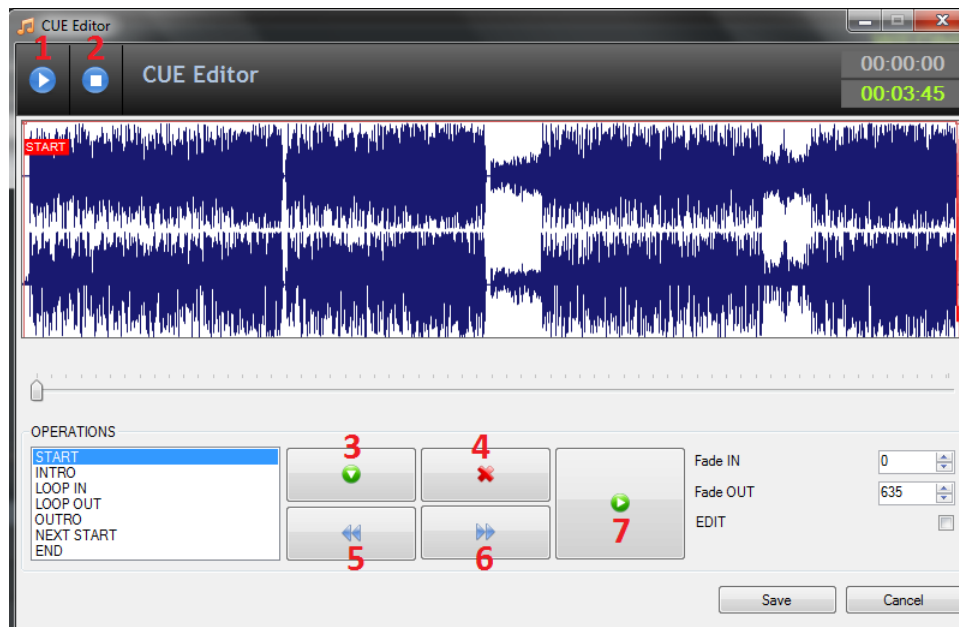 CUE Editor
1 2
CUE Editor
00:00:00
00:03:45
START
OPERATIONS
START
INTRO
LOOP IN
LOOP OUT
OUTRO
NEXT START
END
3
4
5
6
7
Fade IN
0
Fade OUT
635
EDIT
Save
Cancel